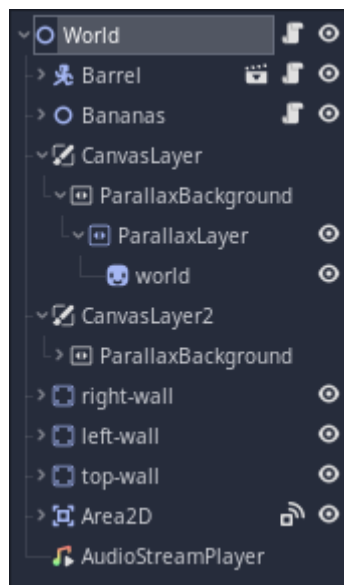 World
Barrel
Bananas
CanvasLayer
ParallaxBackground
ParallaxLayer
world
CanvasLayer2
ParallaxBackground
right-wall
left-wall
top-wall
Area2D
AudioStreamPlayer